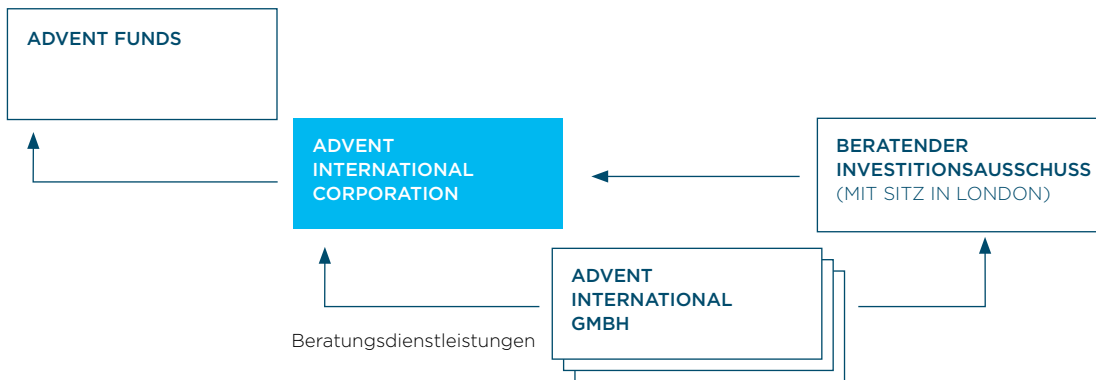 ADVENT FUNDS
ADVENT
INTERNATIONAL
CORPORATION
BERATENDER
INVESTITIONSAUSSCHUSS
(MIT SITZ IN LONDON)
ADVENT
INTERNATIONAL
GMBH
Beratungsdienstleistungen